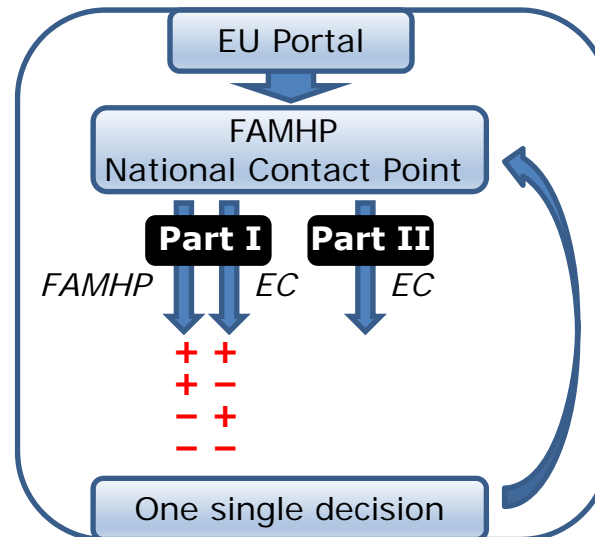 EU Portal
FAMHP
National Contact Point
Part I Part II
FAMHP EC EC
+ +
+ −
− +
− −
One single decision